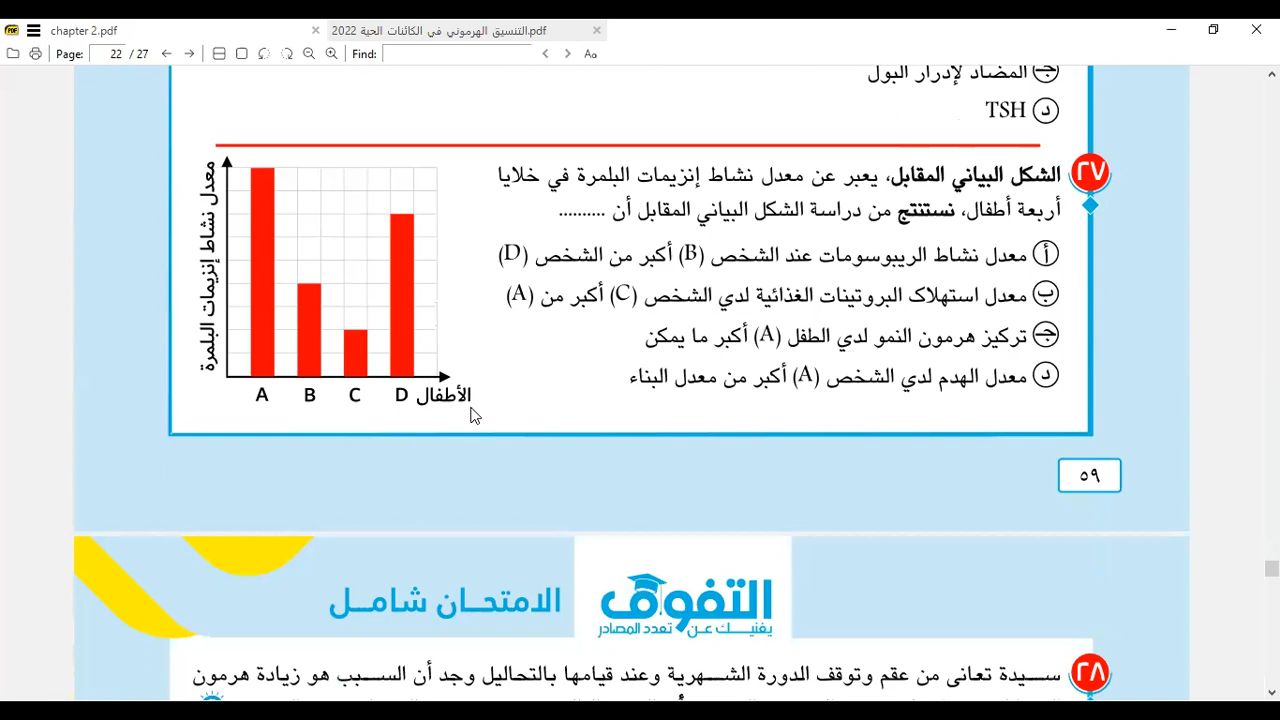 chapter 2.pdf
التنسيق الهرموني في الكائنات الحية 2022.pdf
Page: 22 / 27
Find:
Aa
ج المضاد لإدرار البول
د TSH
٢٧ الشكل البياني المقابل، يعبر عن معدل نشاط إنزيمات البلمرة في خلايا
أربعة أطفال، نستنتج من دراسة الشكل البياني المقابل أن ..........
أ معدل نشاط الريبوسومات عند الشخص (B) أكبر من الشخص (D)
ب معدل استهلاك البروتينات الغذائية لدي الشخص (C) أكبر من (A)
ج تركيز هرمون النمو لدي الطفل (A) أكبر ما يمكن
د معدل الهدم لدي الشخص (A) أكبر من معدل البناء
معدل نشاط إنزيمات البلمرة
A B C D الأطفال
٥٩
التفوق
يغنيك عن تعدد المصادر
الامتحان شامل
٢٨ سيدة تعانى من عقم وتوقف الدورة الشهرية وعند قيامها بالتحاليل وجد أن السبب هو زيادة هرمون